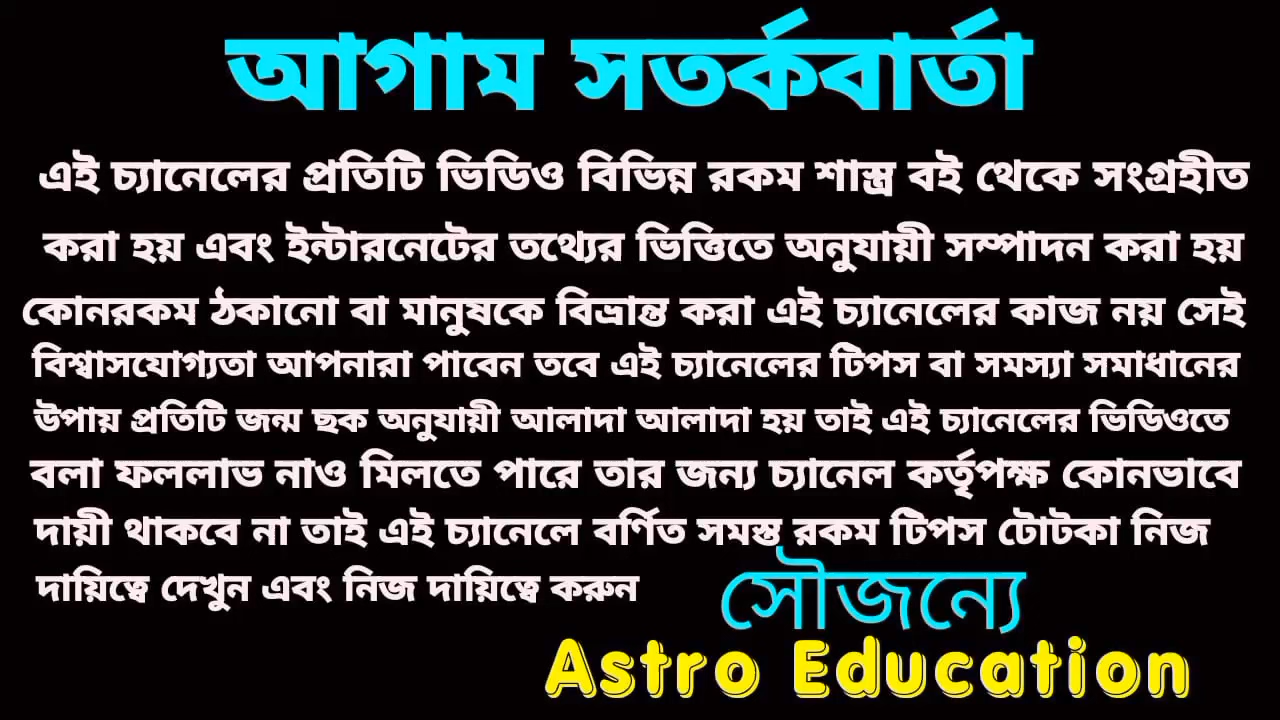 আগাম সতর্কবার্তা
এই চ্যানেলের প্রতিটি ভিডিও বিভিন্ন রকম শাস্ত্র বই থেকে সংগ্রহীত
করা হয় এবং ইন্টারনেটের তথ্যের ভিত্তিতে অনুযায়ী সম্পাদন করা হয়
কোনরকম ঠকানো বা মানুষকে বিভ্রান্ত করা এই চ্যানেলের কাজ নয় সেই
বিশ্বাসযোগ্যতা আপনারা পাবেন তবে এই চ্যানেলের টিপস বা সমস্যা সমাধানের
উপায় প্রতিটি জন্ম ছক অনুযায়ী আলাদা আলাদা হয় তাই এই চ্যানেলের ভিডিওতে
বলা ফললাভ নাও মিলতে পারে তার জন্য চ্যানেল কর্তৃপক্ষ কোনভাবে
দায়ী থাকবে না তাই এই চ্যানেলে বর্ণিত সমস্ত রকম টিপস টোটকা নিজ
দায়িত্বে দেখুন এবং নিজ দায়িত্বে করুন
সৌজন্যে
Astro Education